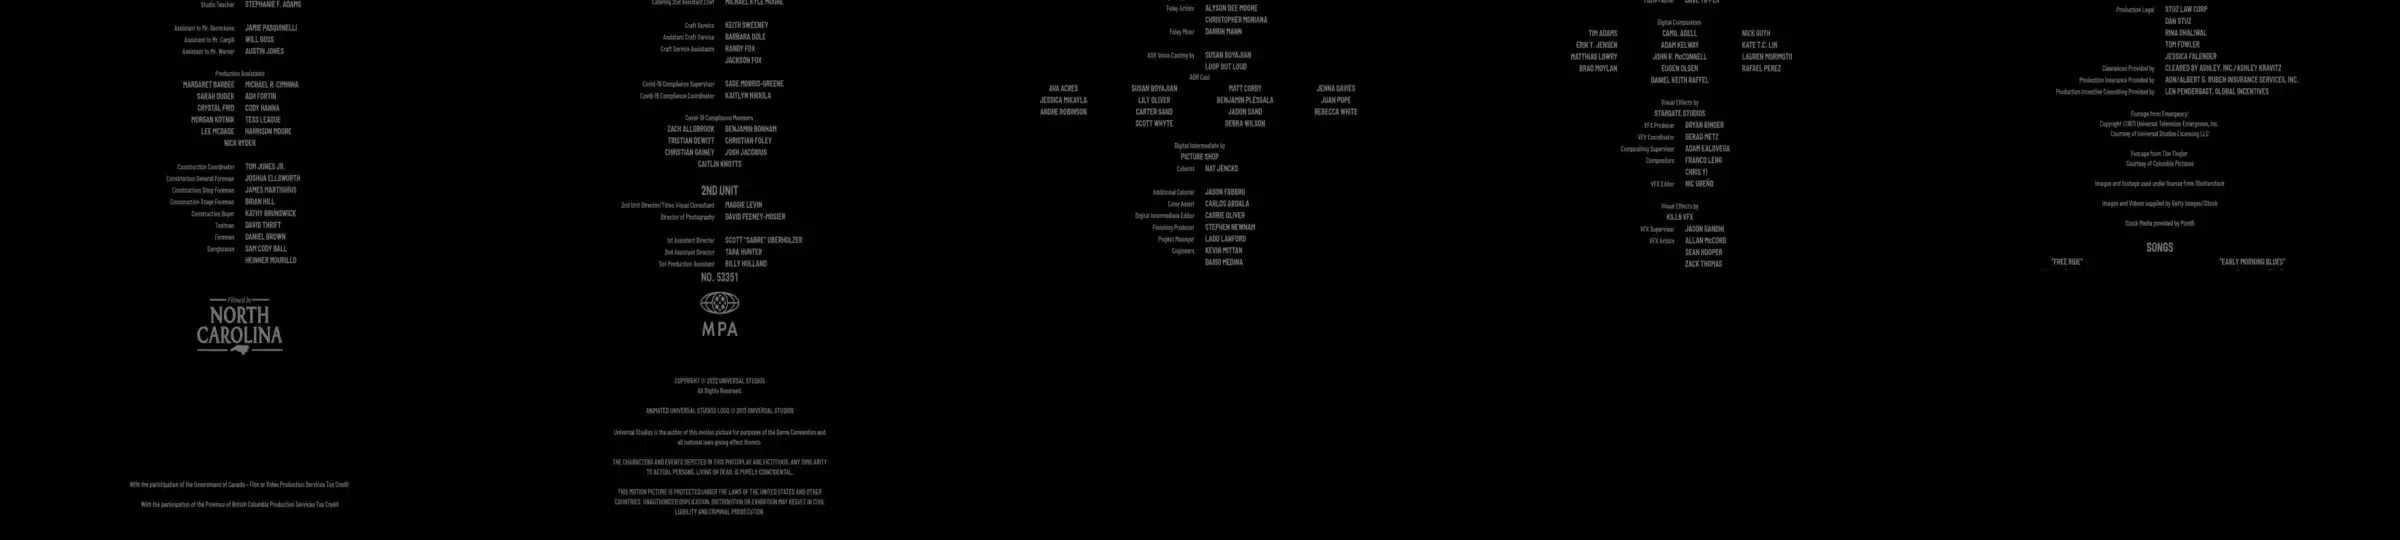 Studio Teacher STEPHANIE F. ADAMS
Assistant to Mr. Derrickson JAMIE PASQUINELLI
Assistant to Mr. Cargill WILL GOSS
Assistant to Mr. Warner AUSTIN JONES
Production Assistants
MARGARET BARBEE MICHAEL R. CIMINNA
SARAH DUDEK ASH FORTIN
CRYSTAL FIRD CODY HANNA
MORGAN KOTNIK TESS LEAGUE
LEE MCDADE HARRISON MOORE
NICK RYDER
Construction Coordinator TOM JONES JR.
Construction General Foreman JOSHUA ELLSWORTH
Construction Shop Foreman JAMES MARTISHIUS
Construction Stage Foreman BRIAN HILL
Construction Buyer KATHY BRUNSWICK
Toolman DAVID THRIFT
Foreman DANIEL BROWN
Gangbosses SAM CODY BALL
HEINNER MOURILLO
Filmed in
NORTH
CAROLINA
With the participation of the Government of Canada - Film or Video Production Services Tax Credit
With the participation of the Province of British Columbia Production Services Tax Credit
Catering 2nd Assistant Chef MICHAEL KYLE MOORE
Craft Service KEITH SWEENEY
Assistant Craft Service BARBARA DOLE
Craft Service Assistants RANDY FOX
JACKSON FOX
Covid-19 Compliance Supervisor SAGE MORRIS-GREENE
Covid-19 Compliance Coordinator KAITLYN NIKKILA
Covid-19 Compliance Monitors
ZACH ALLSBROOK BENJAMIN BONHAM
TRISTIAN DEWITT CHRISTIAN FOLEY
CHRISTIAN GAINEY JOSH JACOBIUS
CAITLIN KNOTTS
2ND UNIT
2nd Unit Director/Titles Visual Consultant MAGGIE LEVIN
Director of Photography DAVID FEENEY-MOSIER
1st Assistant Director SCOTT "SABRE" UBERHOLZER
2nd Assistant Director TARA HUNTER
Set Production Assistant BILLY HOLLAND
NO. 53351
MPA
COPYRIGHT © 2022 UNIVERSAL STUDIOS
All Rights Reserved.
ANIMATED UNIVERSAL STUDIOS LOGO © 2013 UNIVERSAL STUDIOS
Universal Studios is the author of this motion picture for purposes of the Berne Convention and
all national laws giving effect thereto.
THE CHARACTERS AND EVENTS DEPICTED IN THIS PHOTOPLAY ARE FICTITIOUS. ANY SIMILARITY
TO ACTUAL PERSONS, LIVING OR DEAD, IS PURELY COINCIDENTAL.
THIS MOTION PICTURE IS PROTECTED UNDER THE LAWS OF THE UNITED STATES AND OTHER
COUNTRIES. UNAUTHORIZED DUPLICATION, DISTRIBUTION OR EXHIBITION MAY RESULT IN CIVIL
LIABILITY AND CRIMINAL PROSECUTION.
Foley Artists ALYSON DEE MOORE
CHRISTOPHER MORIANA
Foley Mixer DARRIN MANN
ADR Voice Casting by SUSAN BOYAJIAN
LOOP OUT LOUD
ADR Cast
AVA ACRES SUSAN BOYAJIAN MATT CORBY JENNA DAVIES
JESSICA MIKAYLA LILY OLIVER BENJAMIN PLESSALA JUAN POPE
ANDRE ROBINSON CARTER SAND JASON SAND REBECCA WHITE
SCOTT WHYTE DEBRA WILSON
Digital Intermediate by
PICTURE SHOP
Colorist NAT JENCKS
Additional Colorist JASON FABBRO
Color Assist CARLOS ABDALA
Digital Intermediate Editor CARRIE OLIVER
Finishing Producer STEPHEN NEWMAN
Project Manager LADD LANFORD
Engineers KEVIN MITTAN
DARIO MEDINA
Digital Compositors
TIM ADAMS CAMIL ADELL NICK GUTH
ERIK T. JENSEN ADAM KELWAY KATE T.C. LIN
MATTHIAS LOWRY JOHN R. McCONNELL LAUREN MORIMOTO
BRAD MOYLAN EUGEN OLSEN RAFAEL PEREZ
DANIEL KEITH RAFFEL
Visual Effects by
STARGATE STUDIOS
VFX Producer BRYAN BINDER
VFX Coordinator GERAD METZ
Compositing Supervisor ADAM EALOVEGA
Compositors FRANCO LENG
CHRIS YI
VFX Editor NIC UREÑO
Visual Effects by
KILL8 VFX
VFX Supervisor JASON GANDHI
VFX Artists ALLAN McCORD
SEAN HOOPER
ZACK THOMAS
Production Legal STUZ LAW CORP
DAN STUZ
RINA DHALIWAL
TOM FOWLER
JESSICA FALENDER
Clearances Provided by CLEARED BY ASHLEY, INC./ASHLEY KRAVITZ
Production Insurance Provided by AON/ALBERT G. RUBEN INSURANCE SERVICES, INC.
Production Incentive Consulting Provided by LEN PENDERGAST, GLOBAL INCENTIVES
Footage from Emergency!
Copyright ©1971 Universal Television Enterprises, Inc.
Courtesy of Universal Studios Licensing LLC
Footage from The Tingler
Courtesy of Columbia Pictures
Images and footage used under license from Shutterstock
Images and Videos supplied by Getty Images/iStock
Stock Media provided by Pond5
SONGS
"FREE RIDE" "EARLY MORNING BLUES"